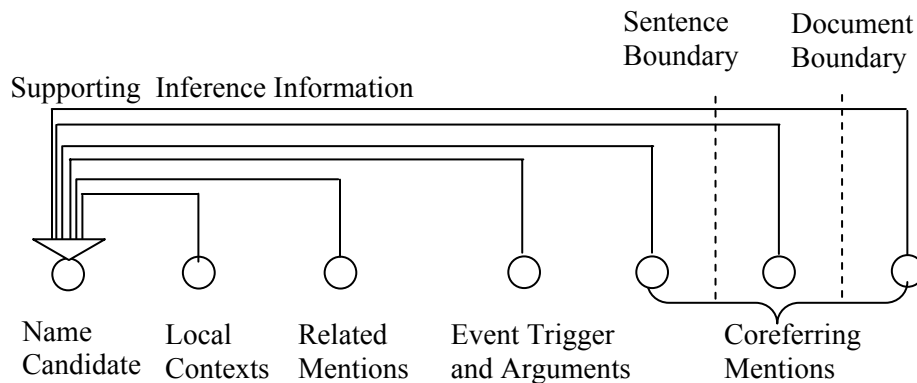 Sentence Boundary
Document Boundary
Supporting Inference Information
Name Candidate
Local Contexts
Related Mentions
Event Trigger and Arguments
Coreferring Mentions